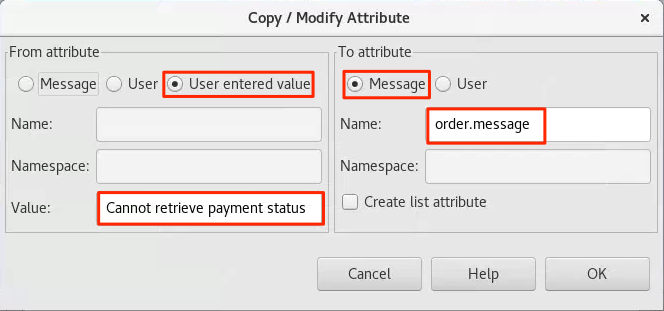 Copy / Modify Attribute
From attribute
Message
User
User entered value
Name:
Namespace:
Value:
Cannot retrieve payment status
To attribute
Message
User
Name:
order.message
Namespace:
Create list attribute
Cancel
Help
OK